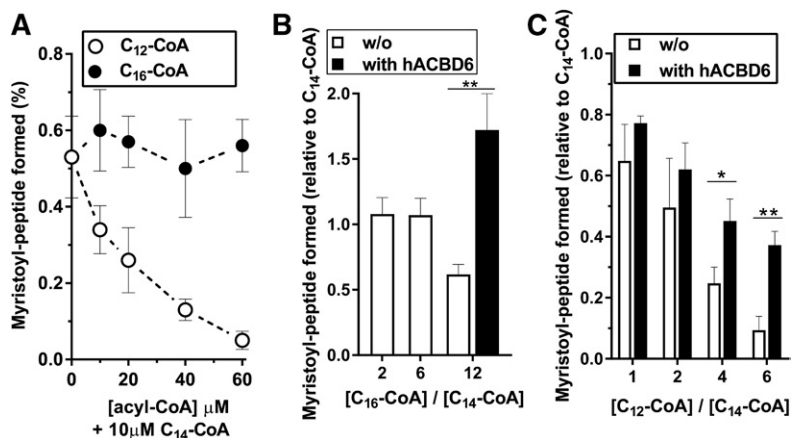 A
C12-CoA
C16-CoA
Myristoyl-peptide formed (%)
0.8
0.6
0.4
0.2
0.0
0 20 40 60
[acyl-CoA] μM
+ 10μM C14-CoA
B
w/o
with hACBD6
Myristoyl-peptide formed (relative to C14-CoA)
**
2.0
1.5
1.0
0.5
0.0
2 6 12
[C16-CoA] / [C14-CoA]
C
w/o
with hACBD6
Myristoyl-peptide formed (relative to C14-CoA)
1.0
0.8
0.6
0.4
0.2
0.0
*
**
1 2 4 6
[C12-CoA] / [C14-CoA]